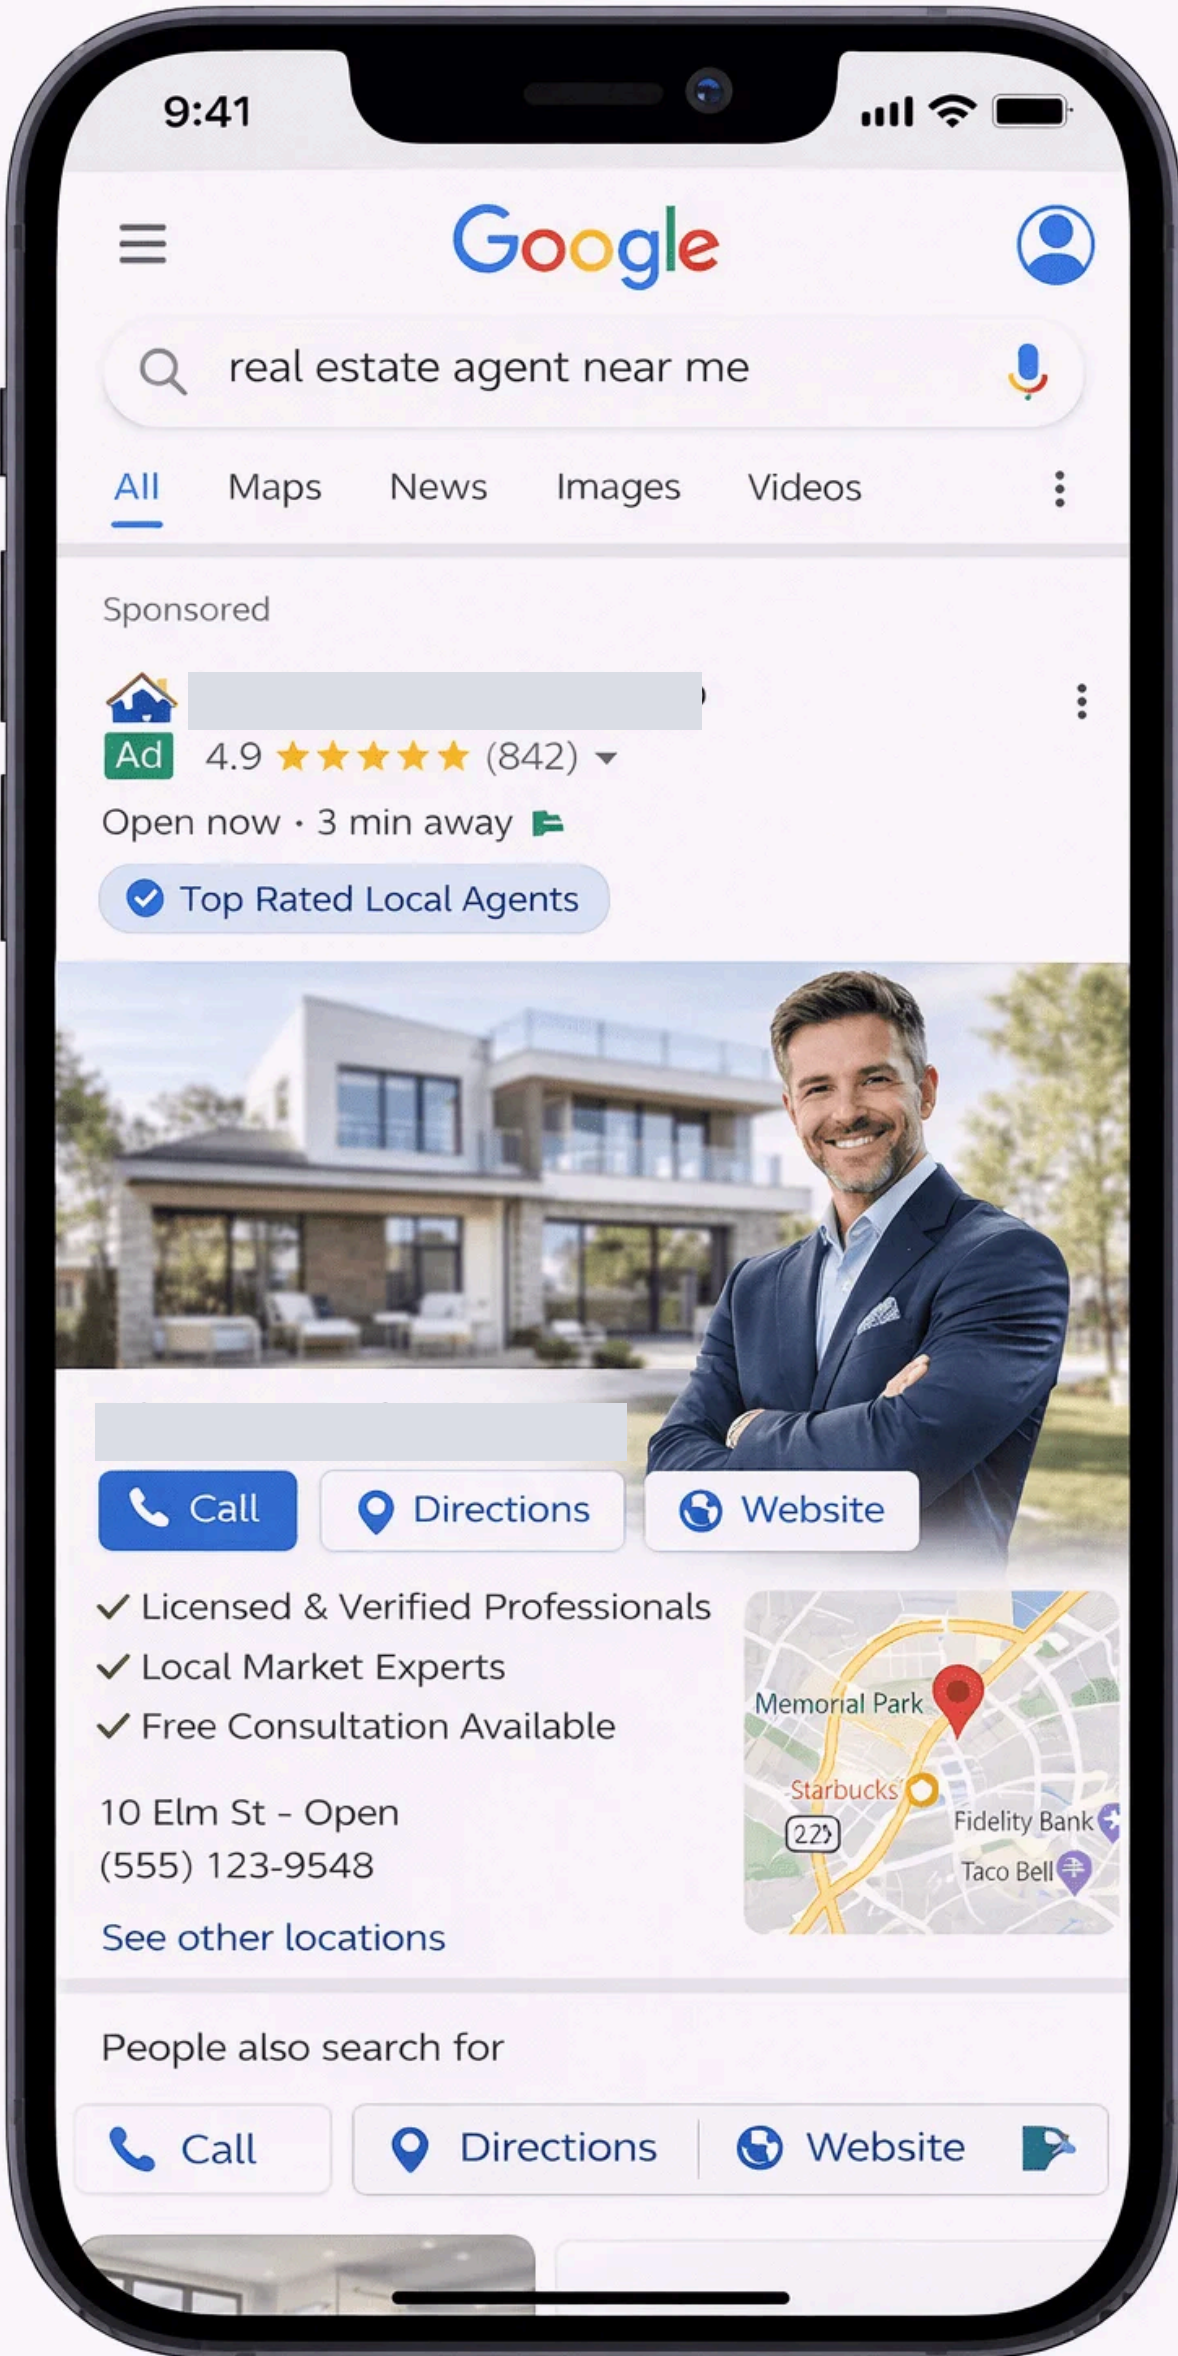 9:41
Google
real estate agent near me
All Maps News Images Videos
Sponsored
Ad 4.9 (842)
Open now · 3 min away
Top Rated Local Agents
Call Directions Website
Licensed & Verified Professionals
Local Market Experts
Free Consultation Available
10 Elm St - Open
(555) 123-9548
See other locations
Memorial Park
Starbucks
Fidelity Bank
Taco Bell
People also search for
Call Directions Website